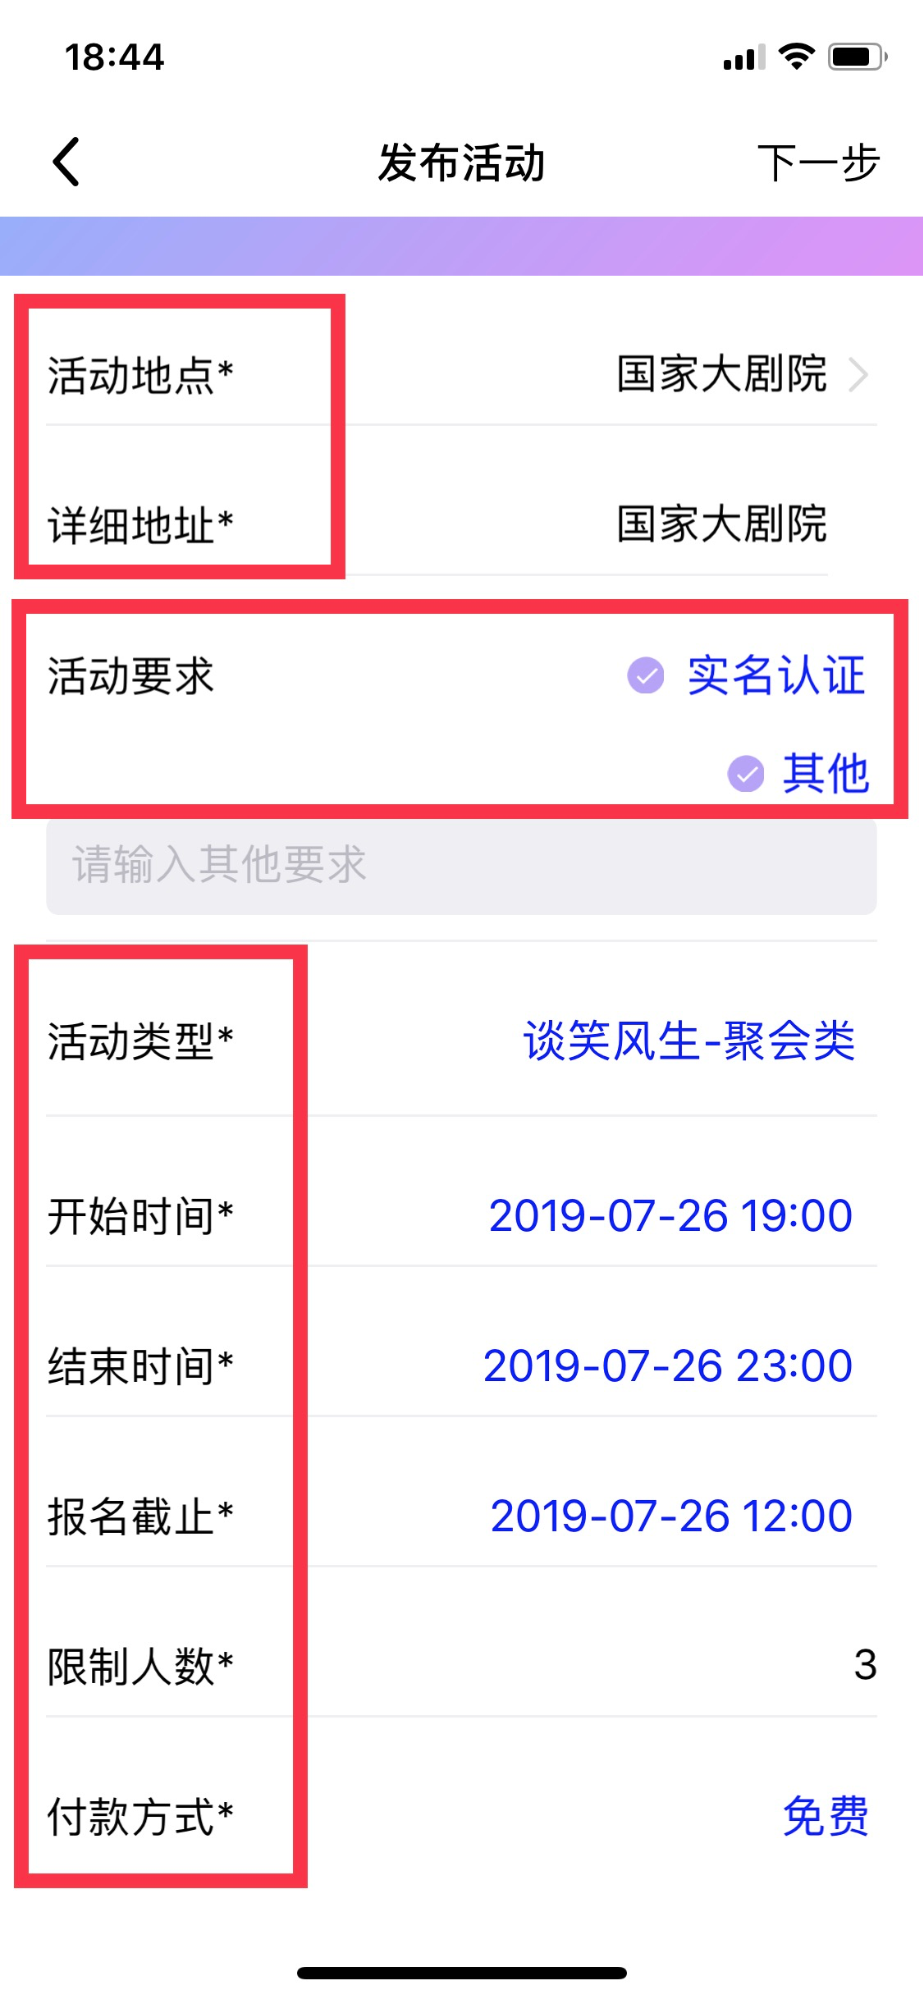 18:44
发布活动
下一步
活动地点*
国家大剧院
详细地址*
国家大剧院
活动要求
实名认证
其他
请输入其他要求
活动类型*
谈笑风生-聚会类
开始时间*
2019-07-26 19:00
结束时间*
2019-07-26 23:00
报名截止*
2019-07-26 12:00
限制人数*
3
付款方式*
免费